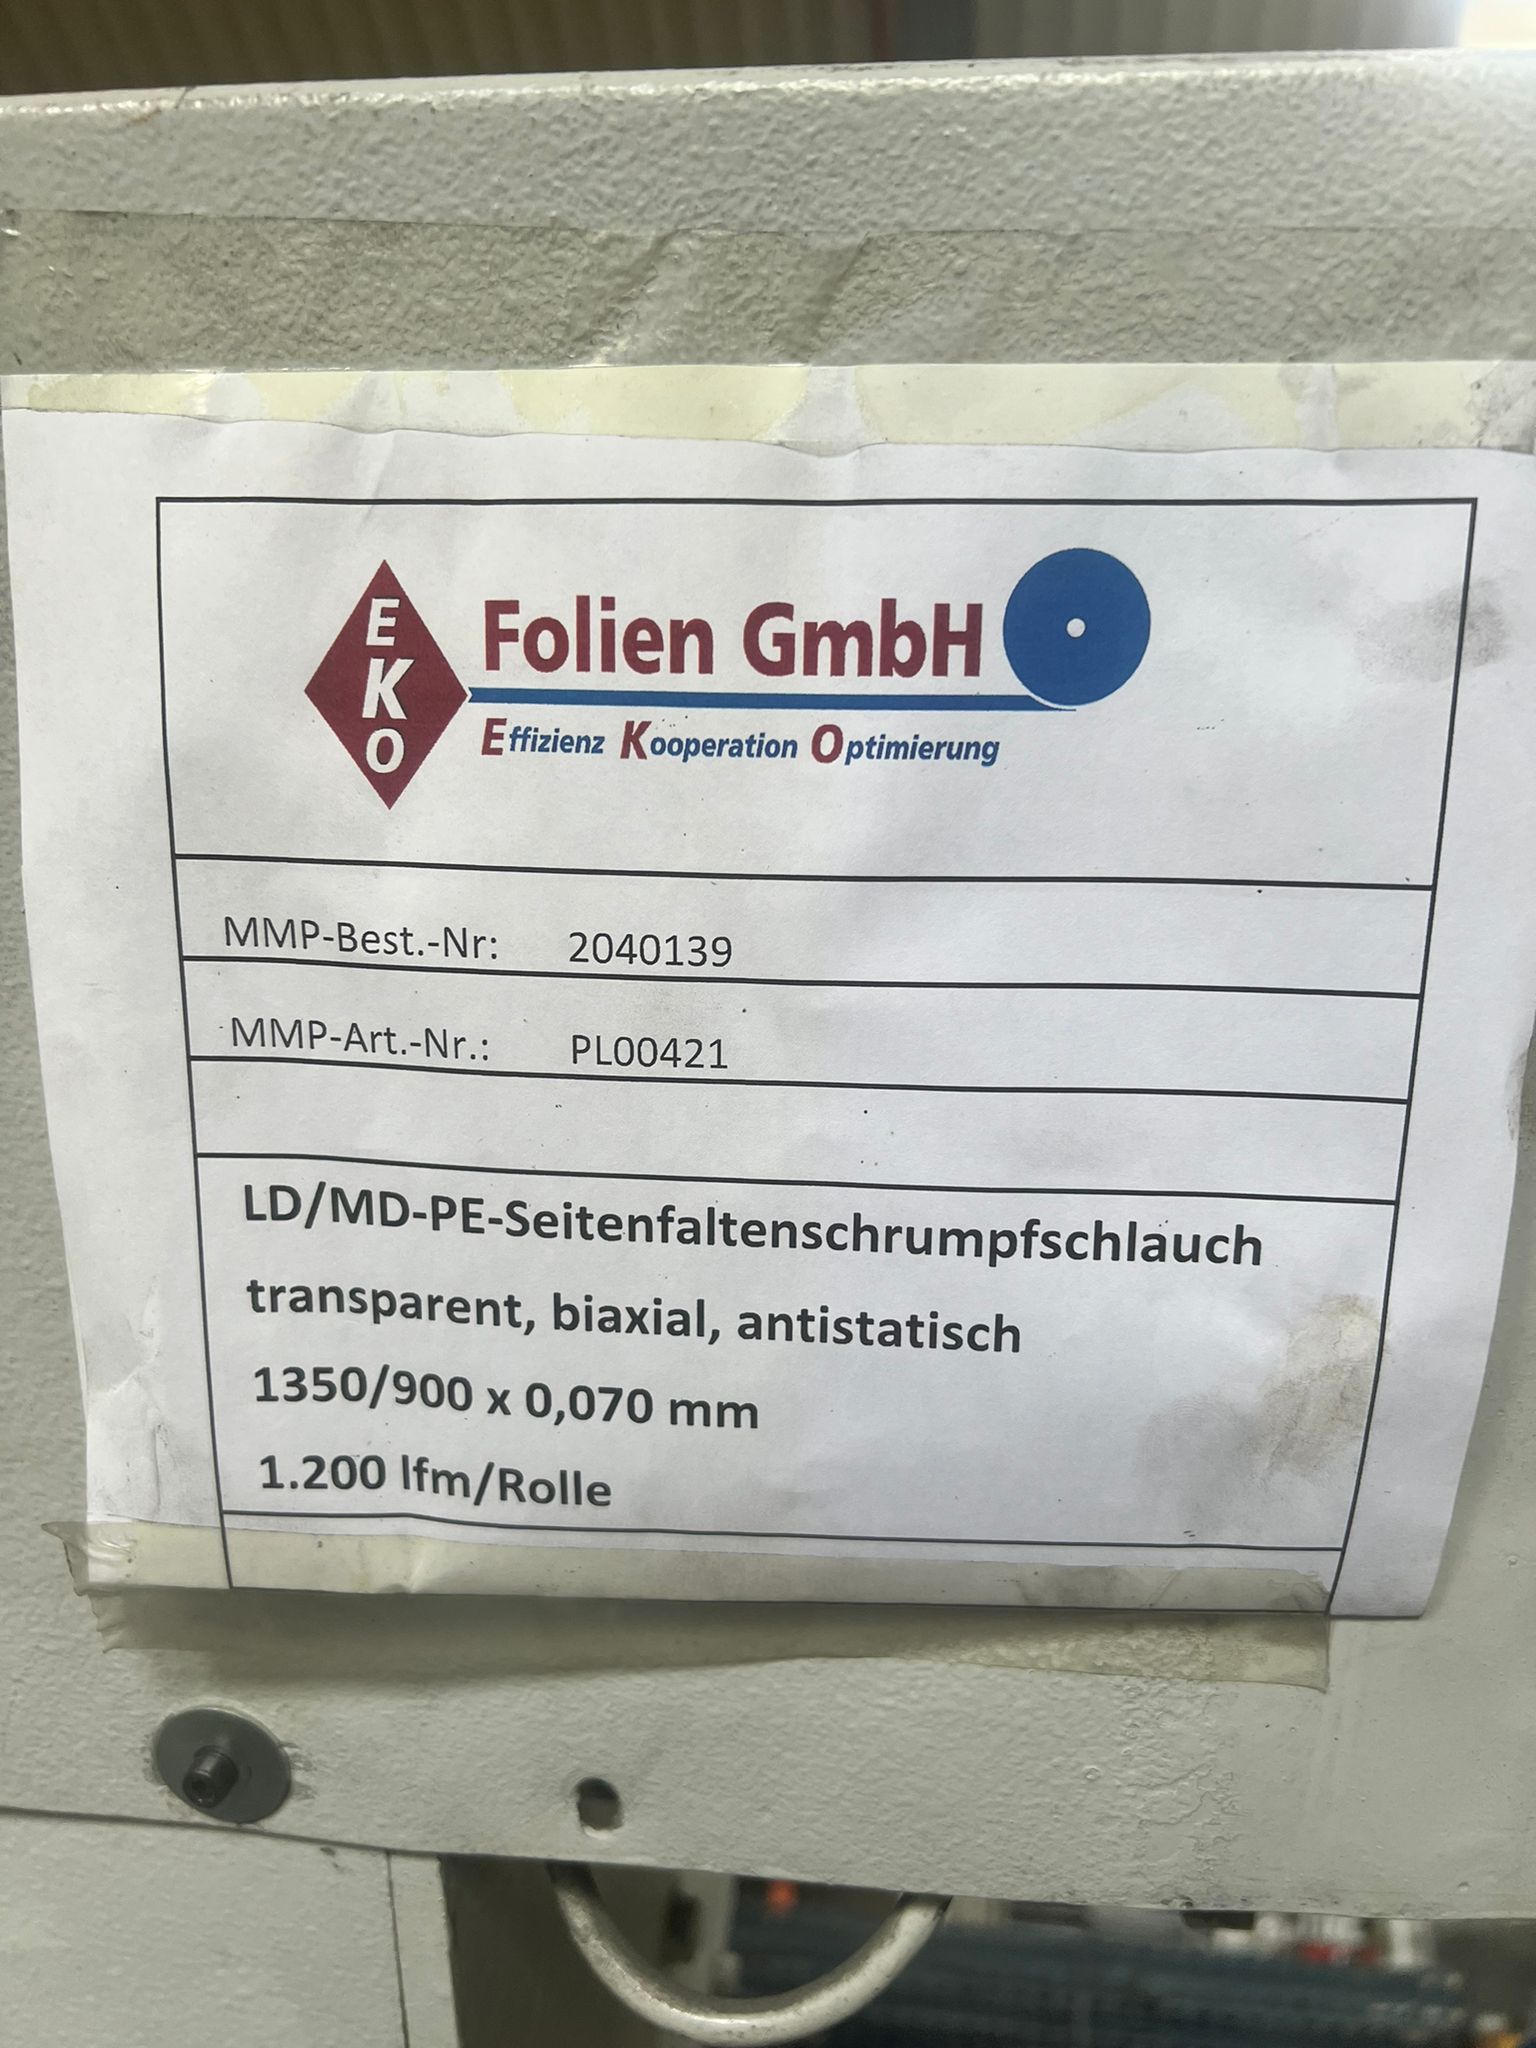 EKO
Folien GmbH
Effizienz Kooperation Optimierung
MMP-Best.-Nr: 2040139
MMP-Art.-Nr.: PL00421
LD/MD-PE-Seitenfaltenschrumpfschlauch
transparent, biaxial, antistatisch
1350/900 x 0,070 mm
1.200 lfm/Rolle